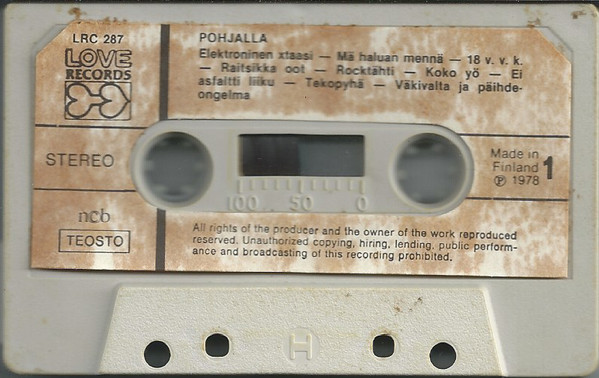 LRC 287
LOVE
RECORDS
POHJALLA
Elektroninen xtaasi — Mä haluan mennä — 18 v. v. k.
— Raitsikka oot — Rocktähti — Koko yö — Ei
asfaltti liiku — Tekopyhä — Väkivalta ja päihde-
ongelma
STEREO
100 50 0
Made in
Finland
Ⓟ 1978
1
ncb
TEOSTO
All rights of the producer and the owner of the work reproduced
reserved. Unauthorized copying, hiring, lending, public perform-
ance and broadcasting of this recording prohibited.
H